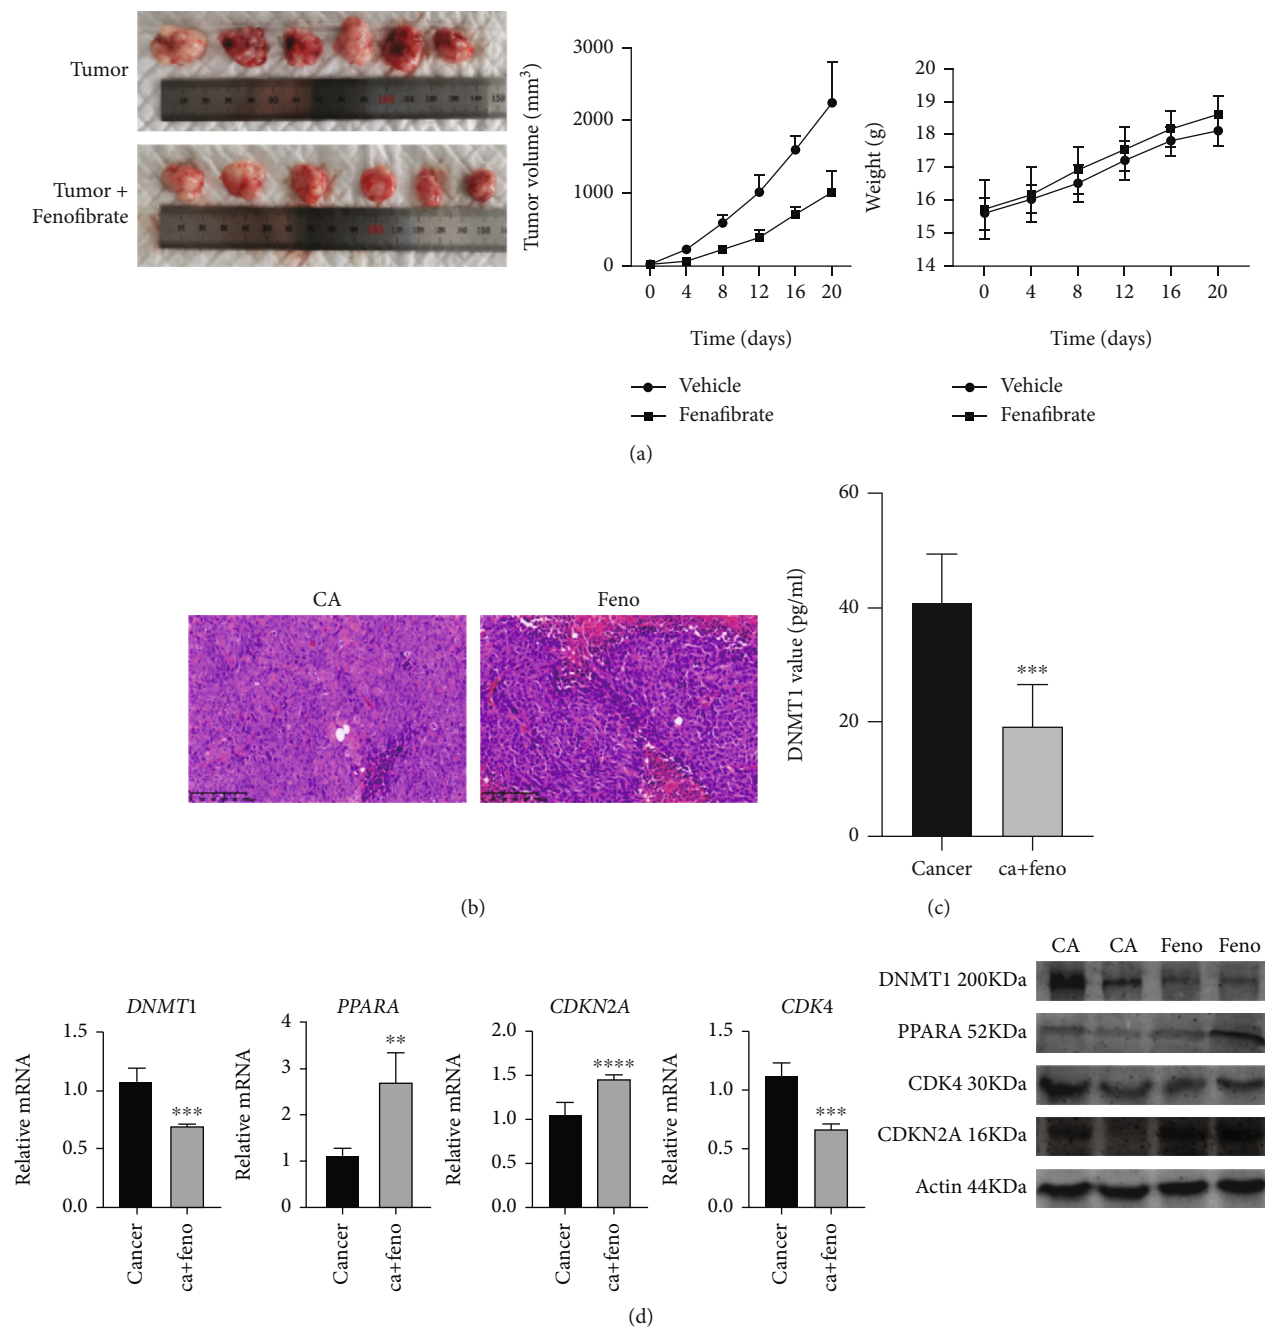 Tumor
Tumor +
Fenofibrate
Tumor volume (mm³)
3000
2000
1000
0
0 4 8 12 16 20
Time (days)
Vehicle
Fenafibrate
Weight (g)
20
19
18
17
16
15
14
0 4 8 12 16 20
Time (days)
Vehicle
Fenafibrate
(a)
CA
Feno
(b)
DNMT1 value (pg/ml)
60
40
20
0
***
Cancer ca+feno
(c)
DNMT1
Relative mRNA
1.5
1.0
0.5
0.0
***
Cancer
ca+feno
PPARA
Relative mRNA
4
3
2
1
0
**
Cancer
ca+feno
CDKN2A
Relative mRNA
2.0
1.5
1.0
0.5
0.0
****
Cancer
ca+feno
CDK4
Relative mRNA
1.5
1.0
0.5
0.0
***
Cancer
ca+feno
CA CA Feno Feno
DNMT1 200KDa
PPARA 52KDa
CDK4 30KDa
CDKN2A 16KDa
Actin 44KDa
(d)